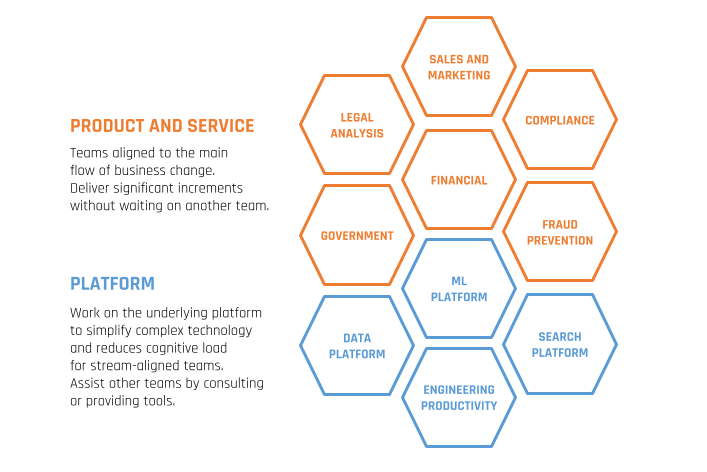 PRODUCT AND SERVICE
Teams aligned to the main
flow of business change.
Deliver significant increments
without waiting on another team.
PLATFORM
Work on the underlying platform
to simplify complex technology
and reduces cognitive load
for stream-aligned teams.
Assist other teams by consulting
or providing tools.
SALES AND
MARKETING
LEGAL
ANALYSIS
COMPLIANCE
FINANCIAL
GOVERNMENT
FRAUD
PREVENTION
ML
PLATFORM
DATA
PLATFORM
SEARCH
PLATFORM
ENGINEERING
PRODUCTIVITY